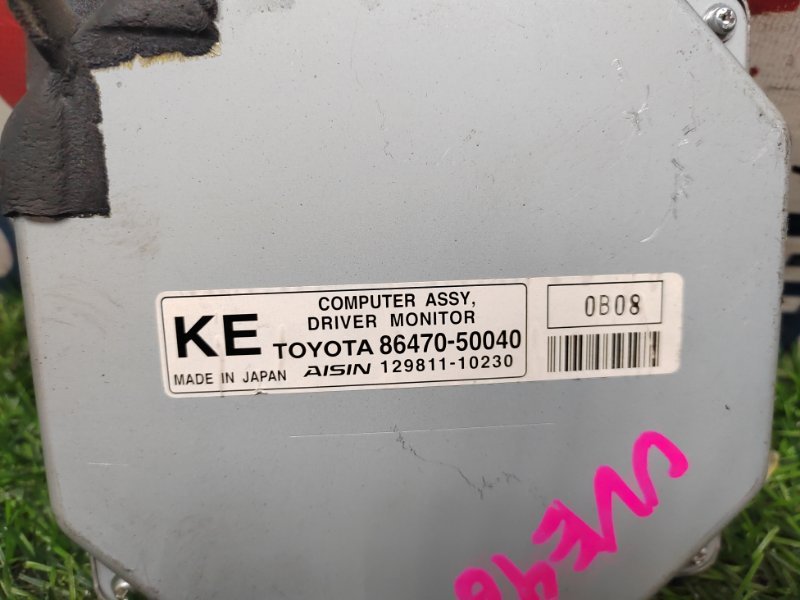 COMPUTER ASSY,
DRIVER MONITOR
KE TOYOTA 86470-50040
MADE IN JAPAN AISIN 129811-10230
0B08